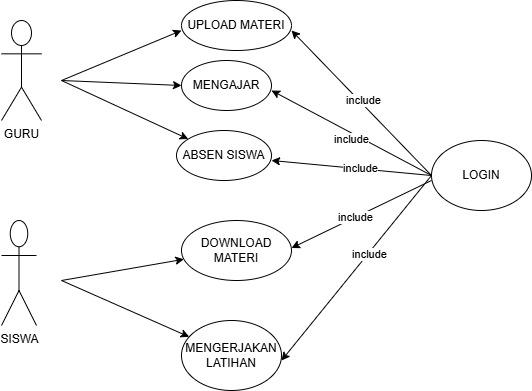 UPLOAD MATERI
MENGAJAR
include
GURU
include
ABSEN SISWA
include
LOGIN
include
DOWNLOAD
MATERI
include
SISWA
MENGERJAKAN
LATIHAN